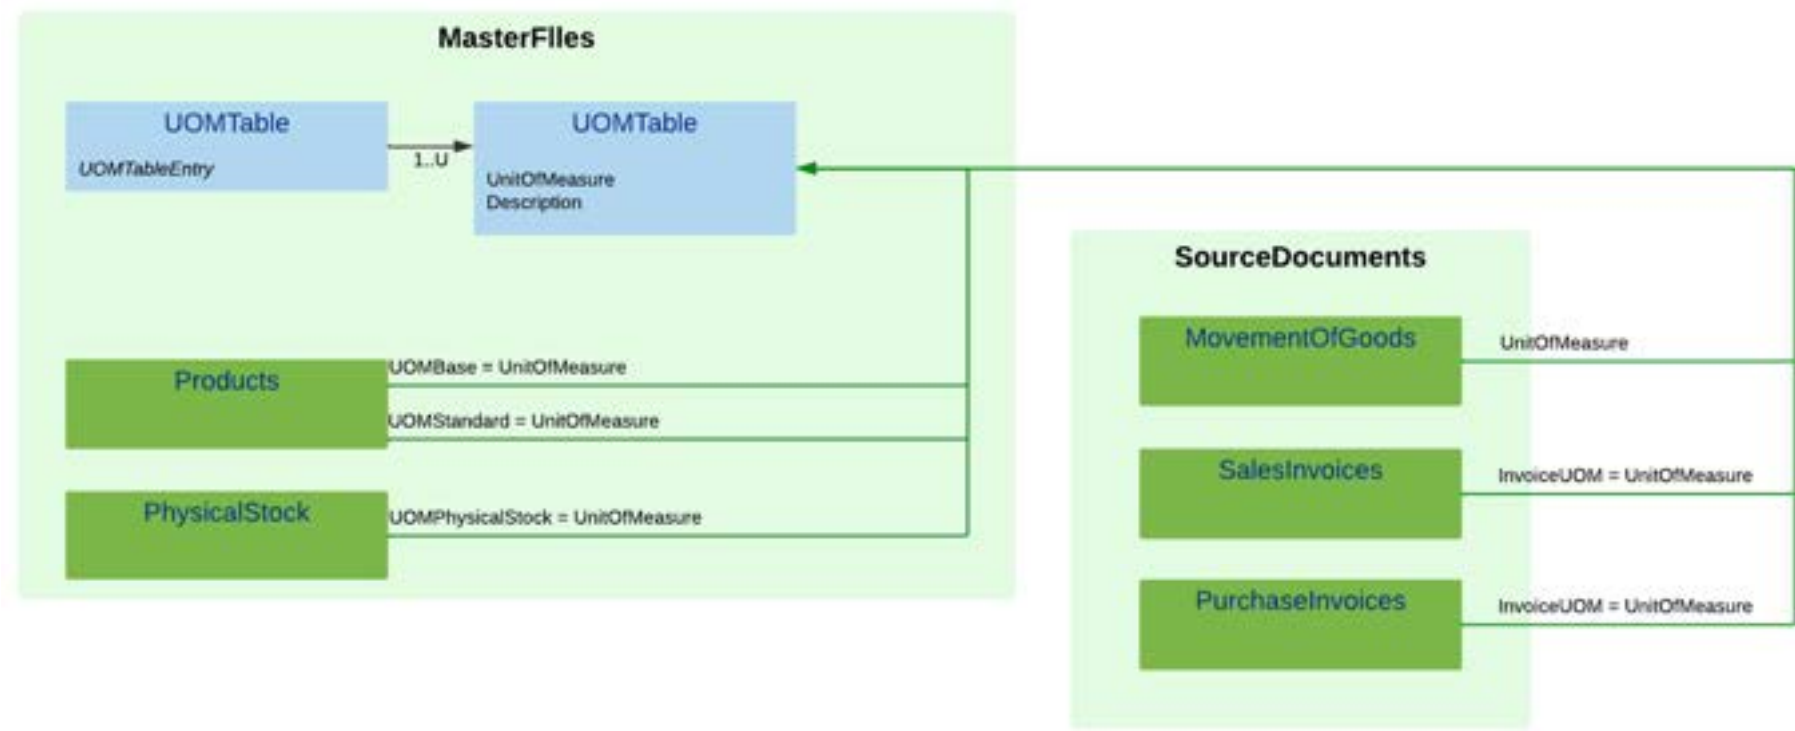 MasterFIles
UOMTable
UOMTableEntry
1..U
UOMTable
UnitOfMeasure
Description
Products
UOMBase = UnitOfMeasure
UOMStandard = UnitOfMeasure
PhysicalStock
UOMPhysicalStock = UnitOfMeasure
SourceDocuments
MovementOfGoods
UnitOfMeasure
SalesInvoices
InvoiceUOM = UnitOfMeasure
PurchaseInvoices
InvoiceUOM = UnitOfMeasure